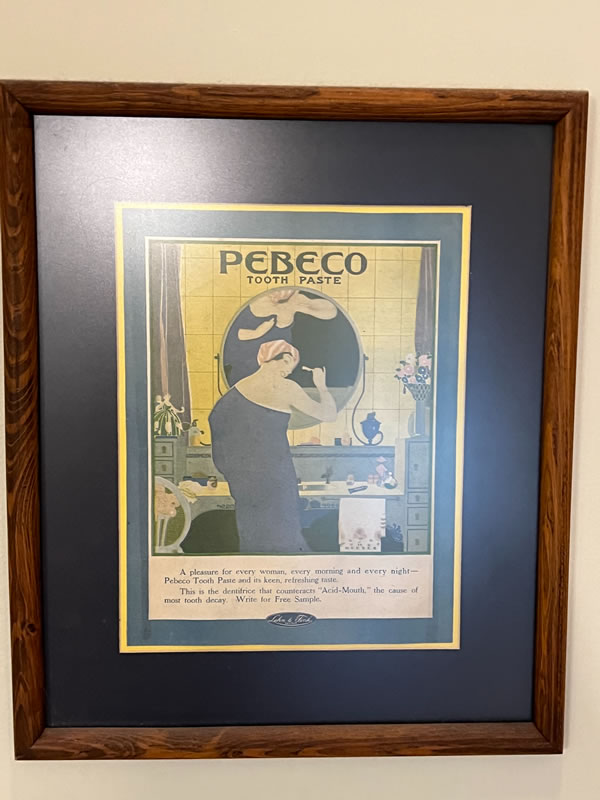 PEBECO
TOOTH PASTE
A pleasure for every woman, every morning and every night—
Pebeco Tooth Paste and its keen, refreshing taste.
This is the dentifrice that counteracts "Acid-Mouth," the cause of
most tooth decay. Write for Free Sample.
Lehn & Fink